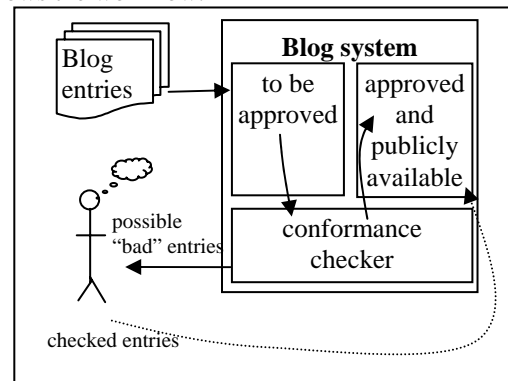 Blog system
Blog
entries
to be
approved
approved
and
publicly
available
possible
“bad” entries
conformance
checker
checked entries